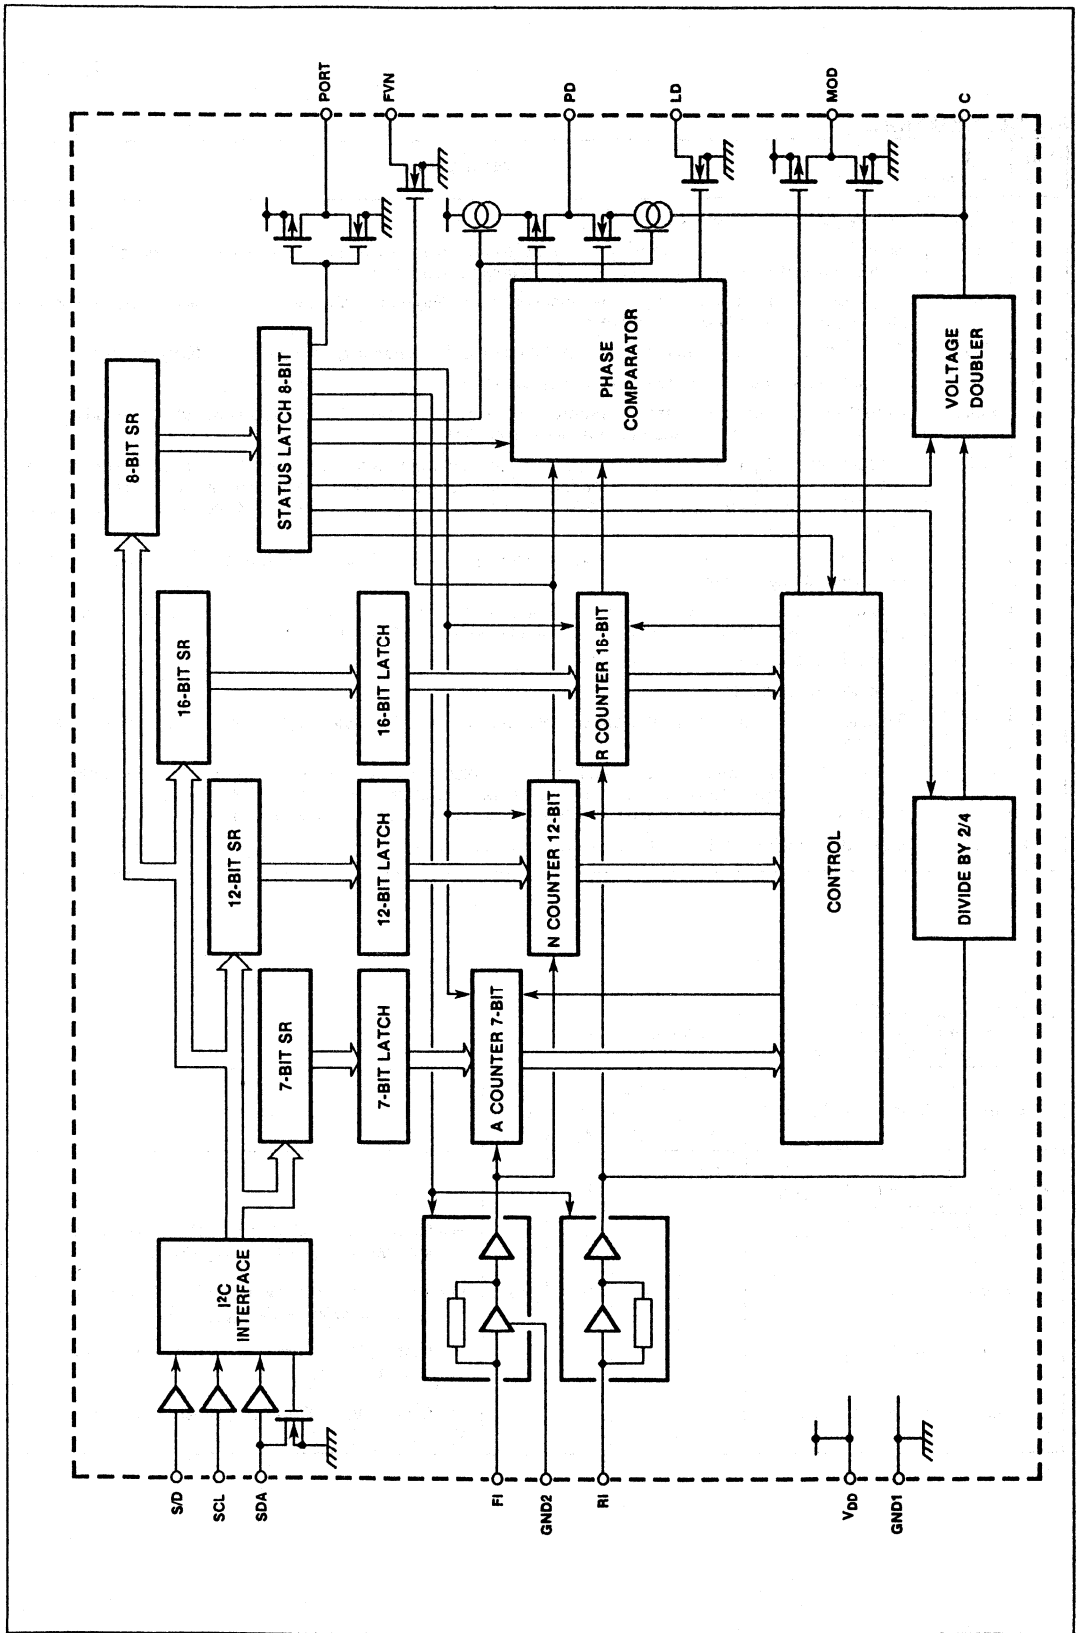 S/D
SCL
SDA
FI
GND2
RI
VDD
GND1
I²C
INTERFACE
7-BIT SR
12-BIT SR
16-BIT SR
8-BIT SR
7-BIT LATCH
12-BIT LATCH
16-BIT LATCH
STATUS LATCH 8-BIT
A COUNTER 7-BIT
N COUNTER 12-BIT
R COUNTER 16-BIT
PHASE
COMPARATOR
CONTROL
DIVIDE BY 2/4
VOLTAGE
DOUBLER
PORT
FVN
PD
LD
MOD
C